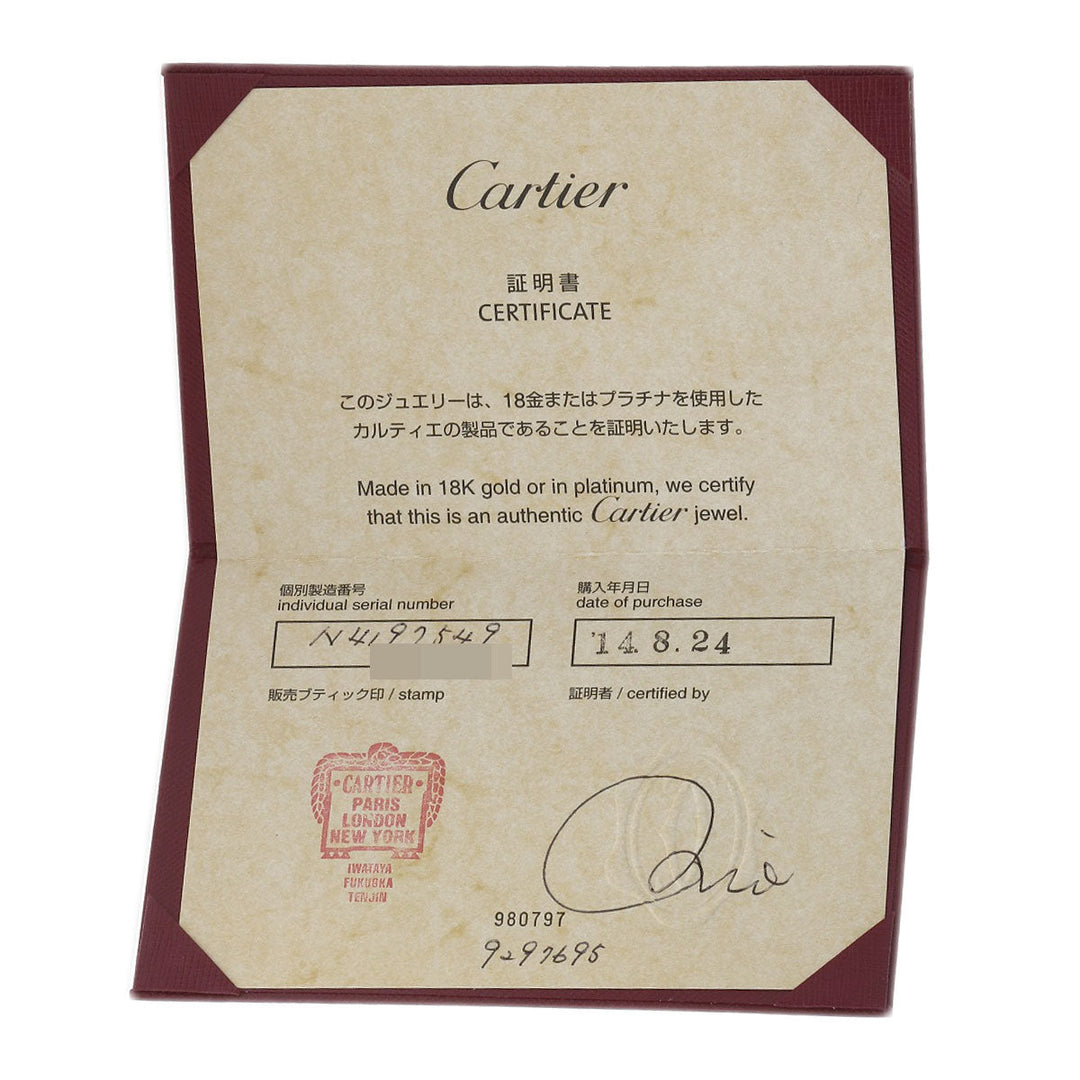 Cartier
証明書
CERTIFICATE
このジュエリーは、18金またはプラチナを使用した
カルティエの製品であることを証明いたします。
Made in 18K gold or in platinum, we certify
that this is an authentic Cartier jewel.
個別製造番号
individual serial number
N4197549
購入年月日
date of purchase
'14.8.24
販売ブティック印 / stamp
証明者 / certified by
CARTIER
PARIS
LONDON
NEW YORK
IWATAYA
FUKUOKA
TENJIN
980797
9297695